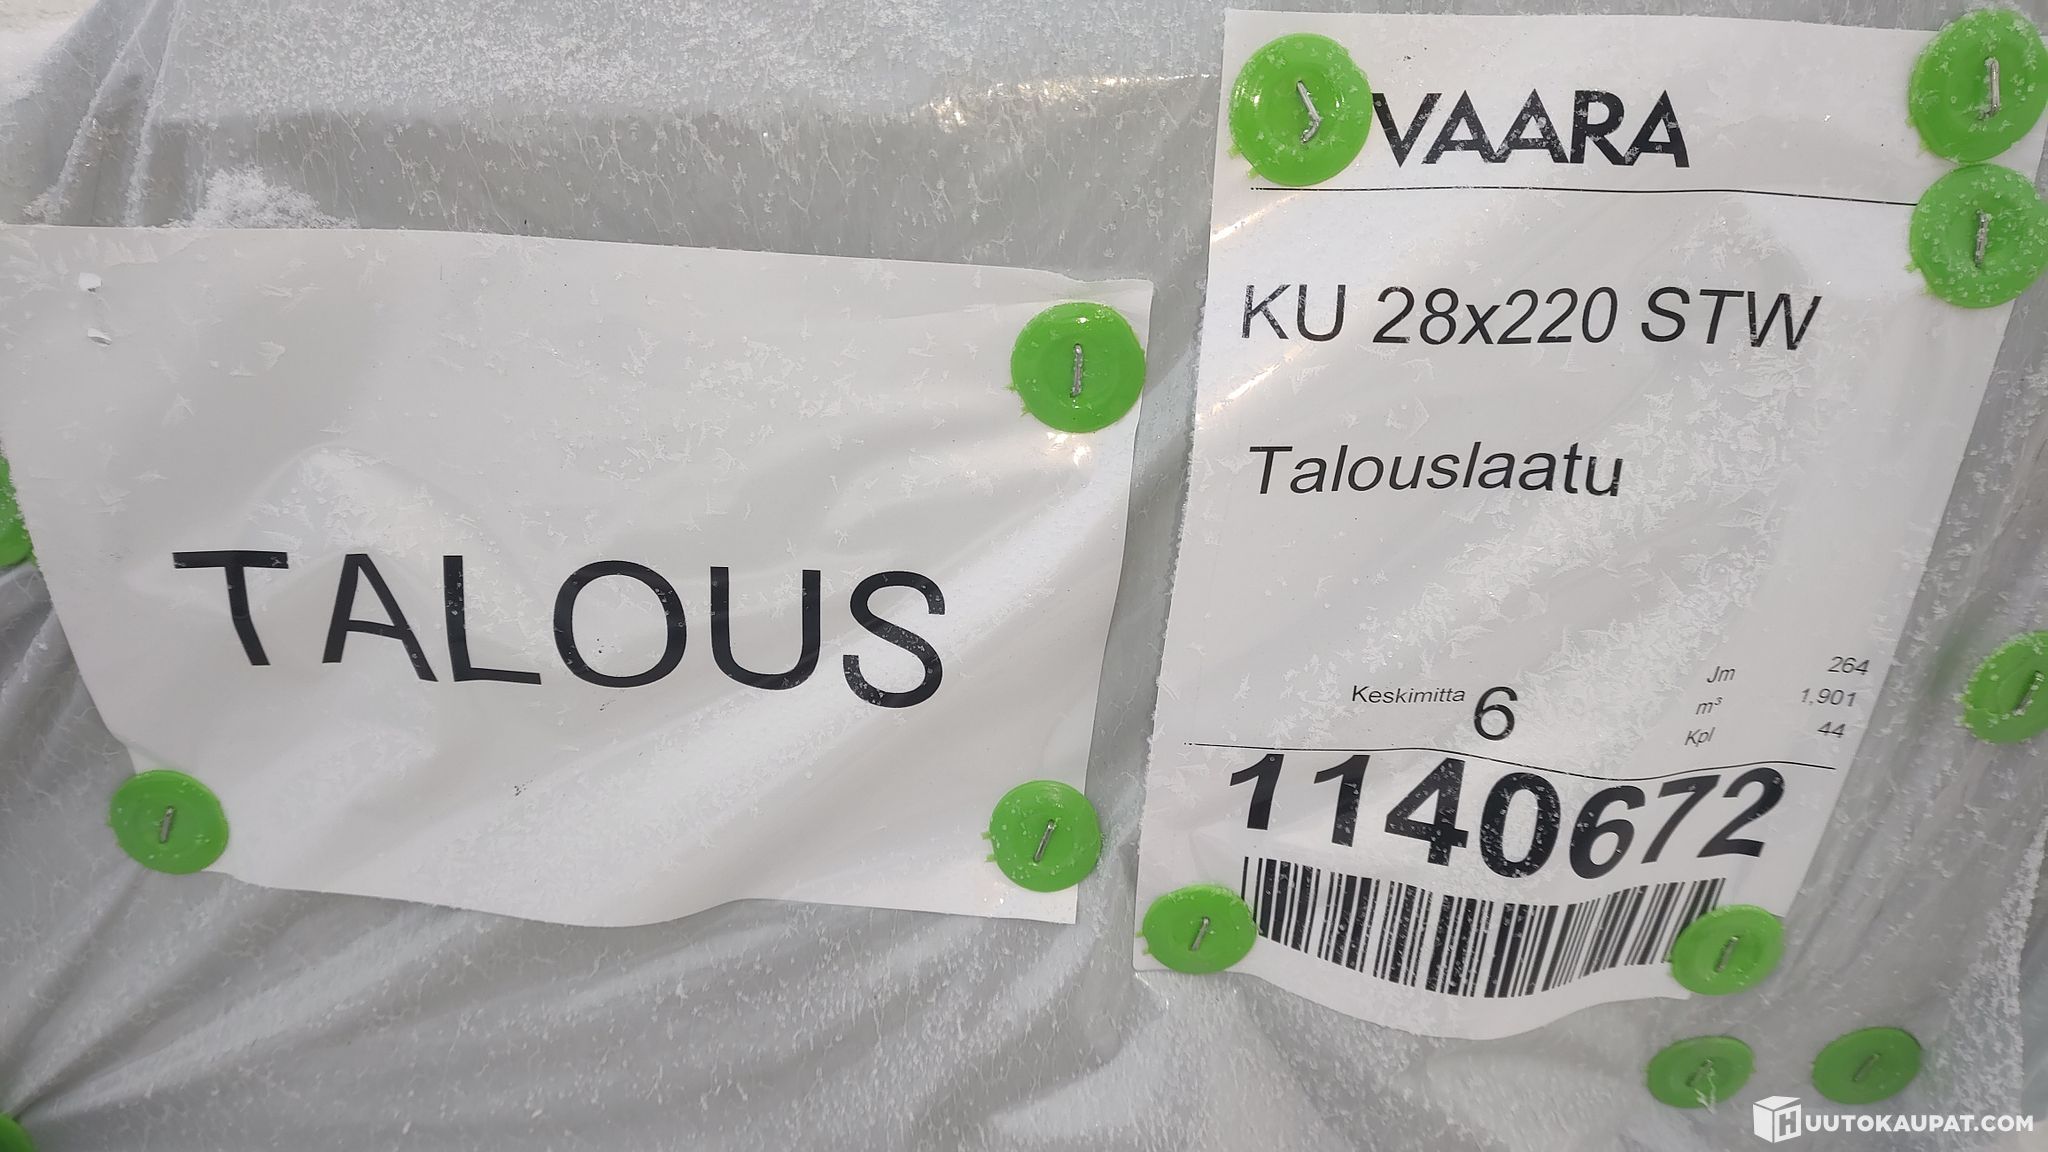 TALOUS
VAARA
KU 28x220 STW
Talouslaatu
Keskimitta 6
Jm 264
m³ 1,901
Kpl 44
1140672
HUUTOKAUPAT.COM